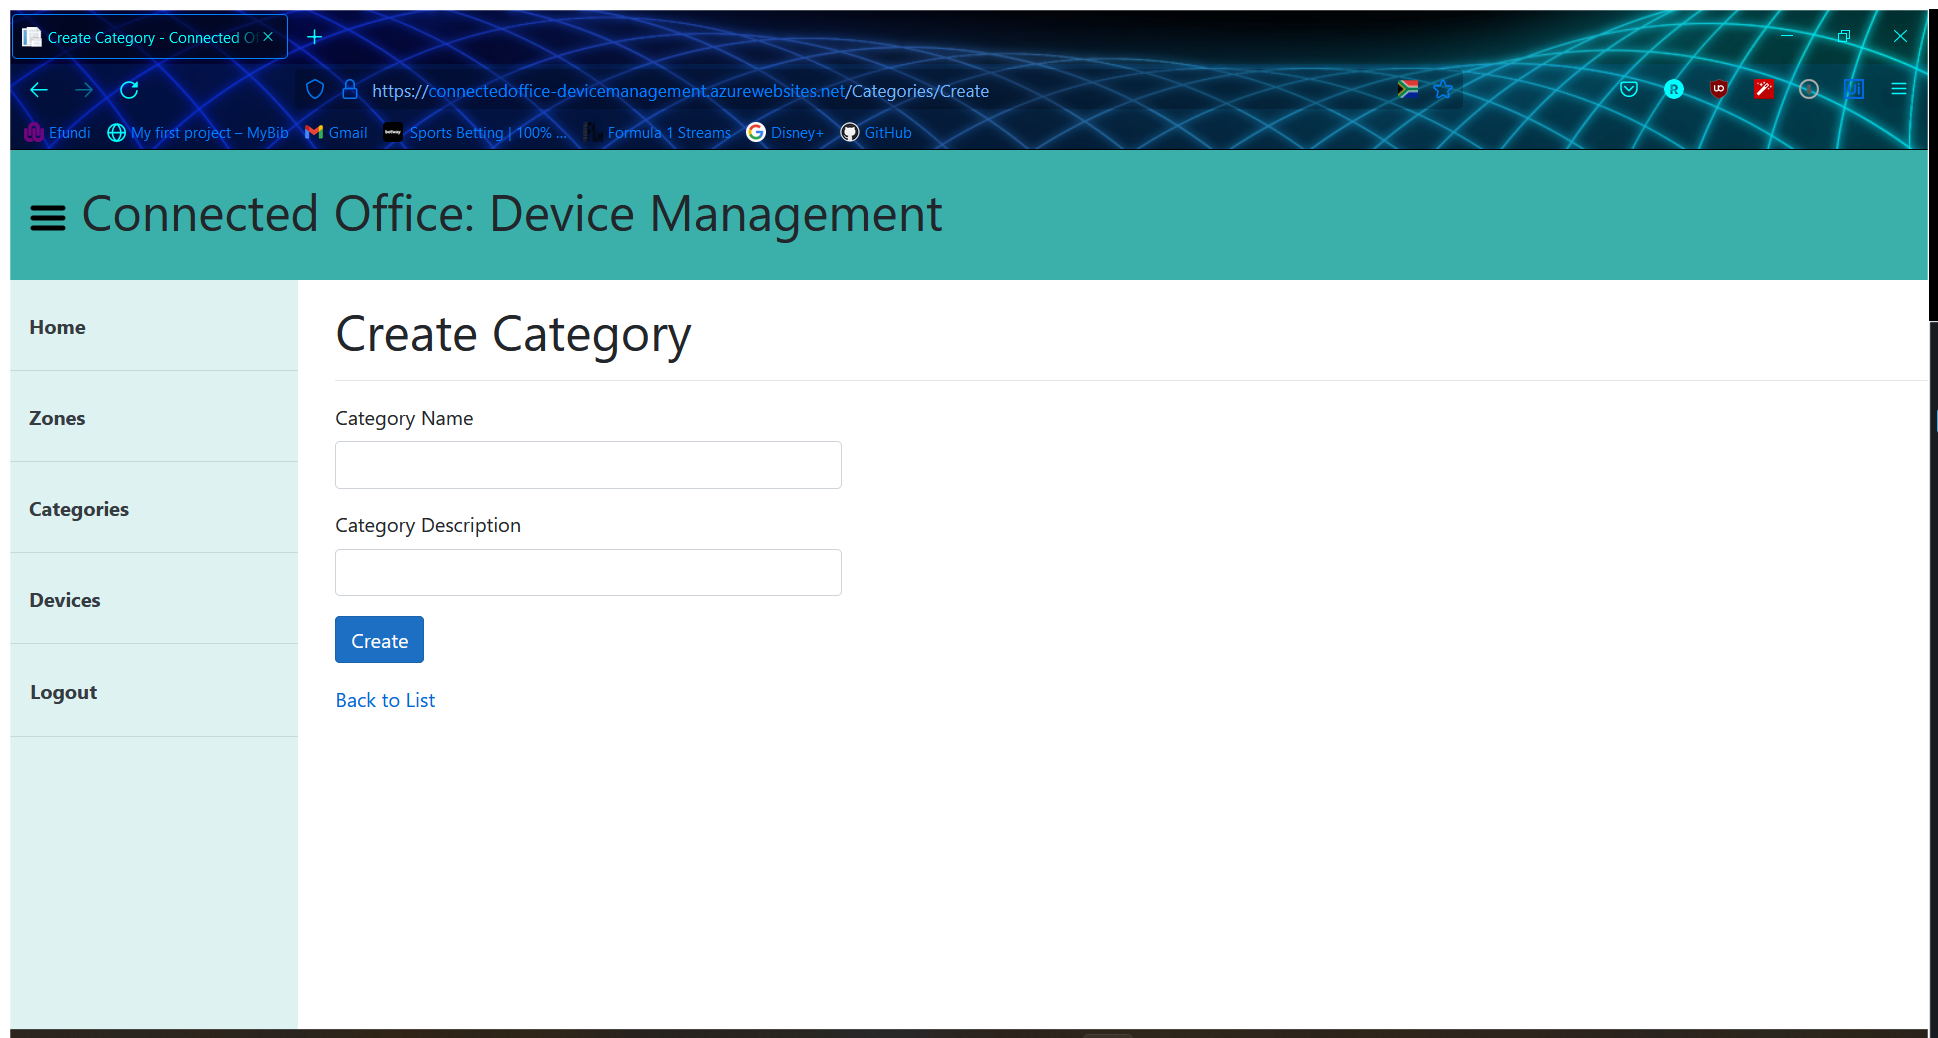 Create Category - Connected Of
https://connectedoffice-devicemanagement.azurewebsites.net/Categories/Create
Efundi My first project – MyBib Gmail Sports Betting | 100% ... Formula 1 Streams Disney+ GitHub
Connected Office: Device Management
Home
Zones
Categories
Devices
Logout
Create Category
Category Name
Category Description
Create
Back to List